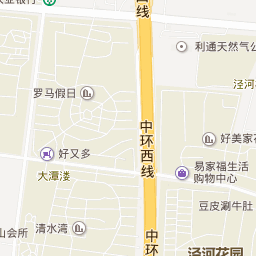 西线
利通天然气公
泾河
罗马假日
中环西线
好美家
好又多
易家福生活
购物中心
大潭溇
豆皮涮牛肚
清水湾
山会所
中环
泾河花园